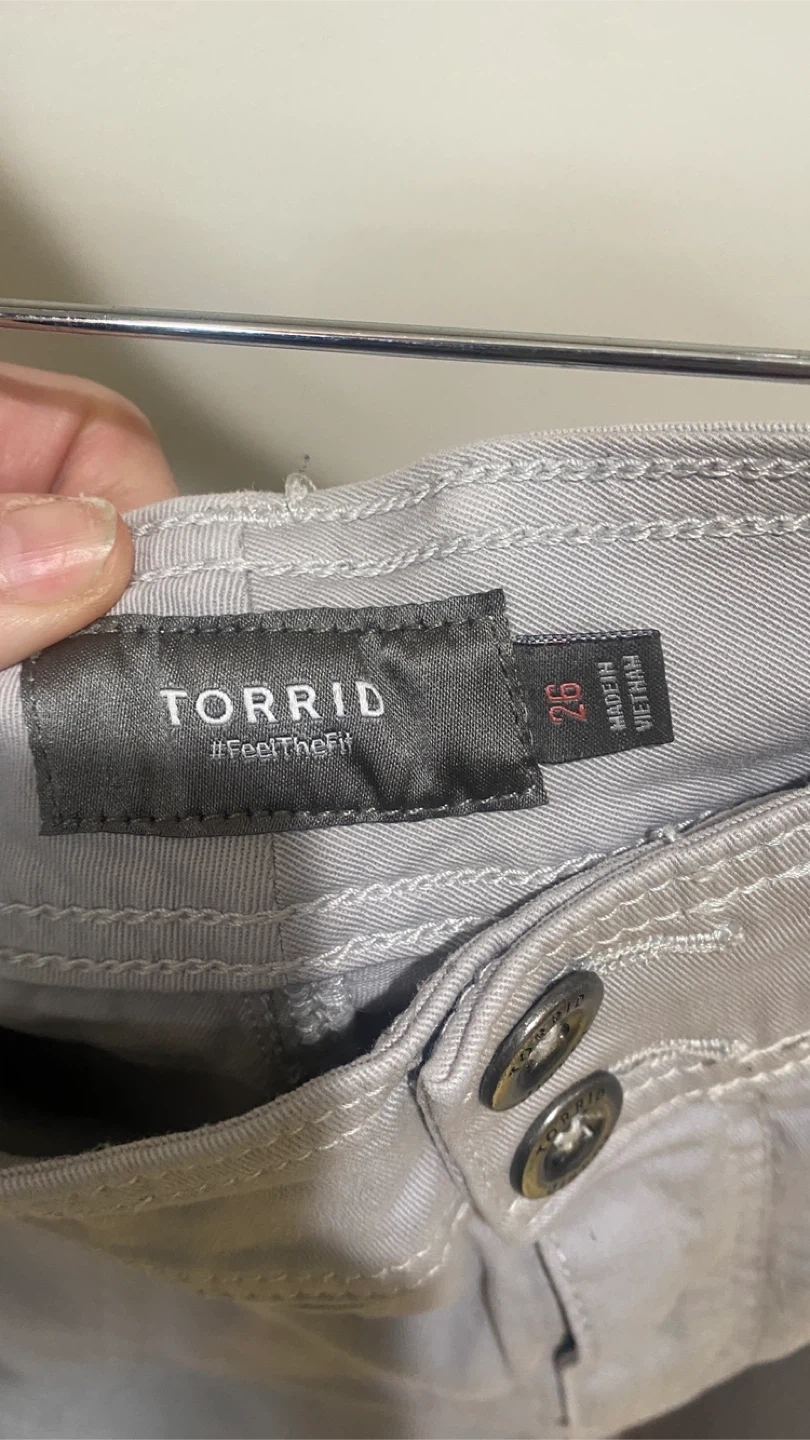 TORRID
#FeelTheFit
26
MADE IN
VIETNAM
TORRID
TORRID